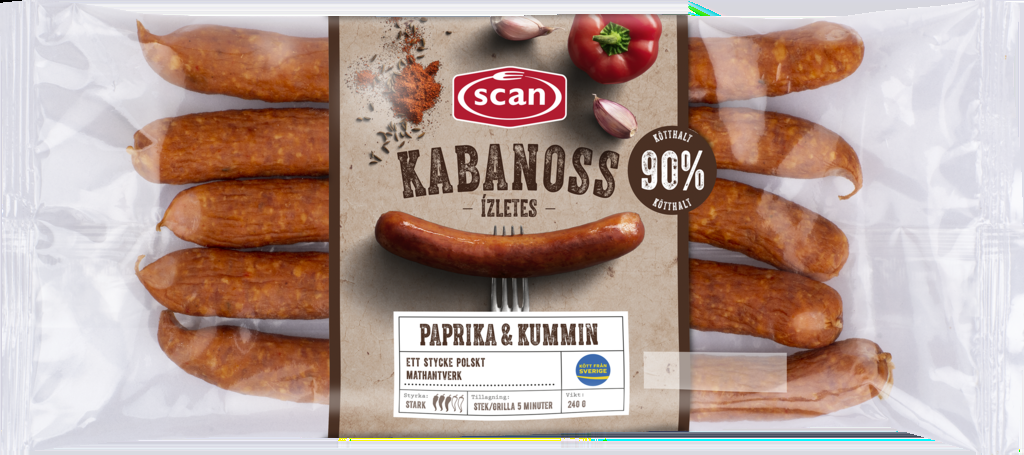 scan
KABANOSS
- ÍZLETES -
KÖTTHALT
90%
KÖTTHALT
PAPRIKA & KUMMIN
ETT STYCKE POLSKT
MATHANTVERK
KÖTT FRÅN
SVERIGE
Styrka:
STARK
Tillagning:
STEK/GRILLA 5 MINUTER
Vikt:
240 G